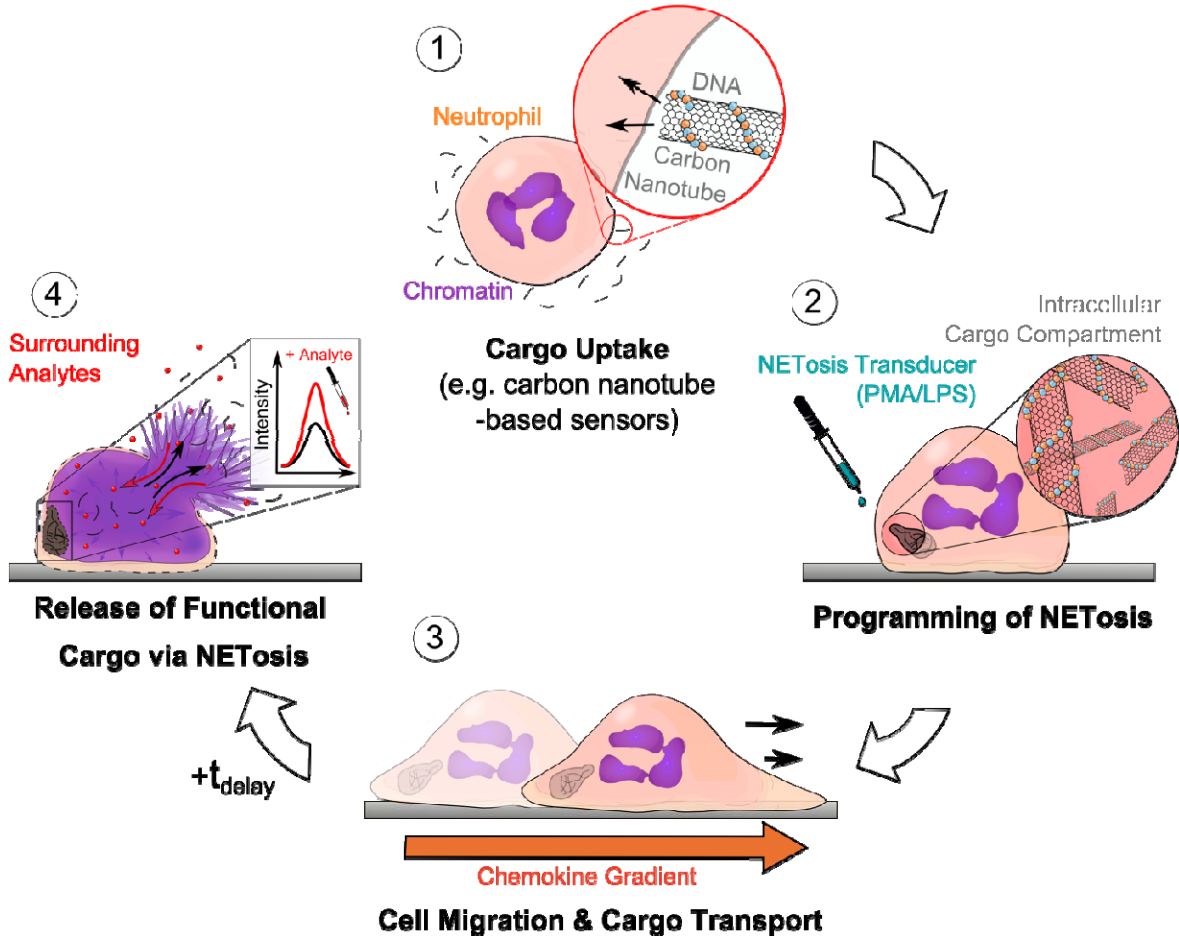 1
Neutrophil
DNA
Carbon
Nanotube
Chromatin
Cargo Uptake
(e.g. carbon nanotube
-based sensors)
2
Intracellular
Cargo Compartment
NETosis Transducer
(PMA/LPS)
Programming of NETosis
3
Chemokine Gradient
Cell Migration & Cargo Transport
+t_delay
4
Surrounding
Analytes
+ Analyte
Intensity
λ
Release of Functional
Cargo via NETosis